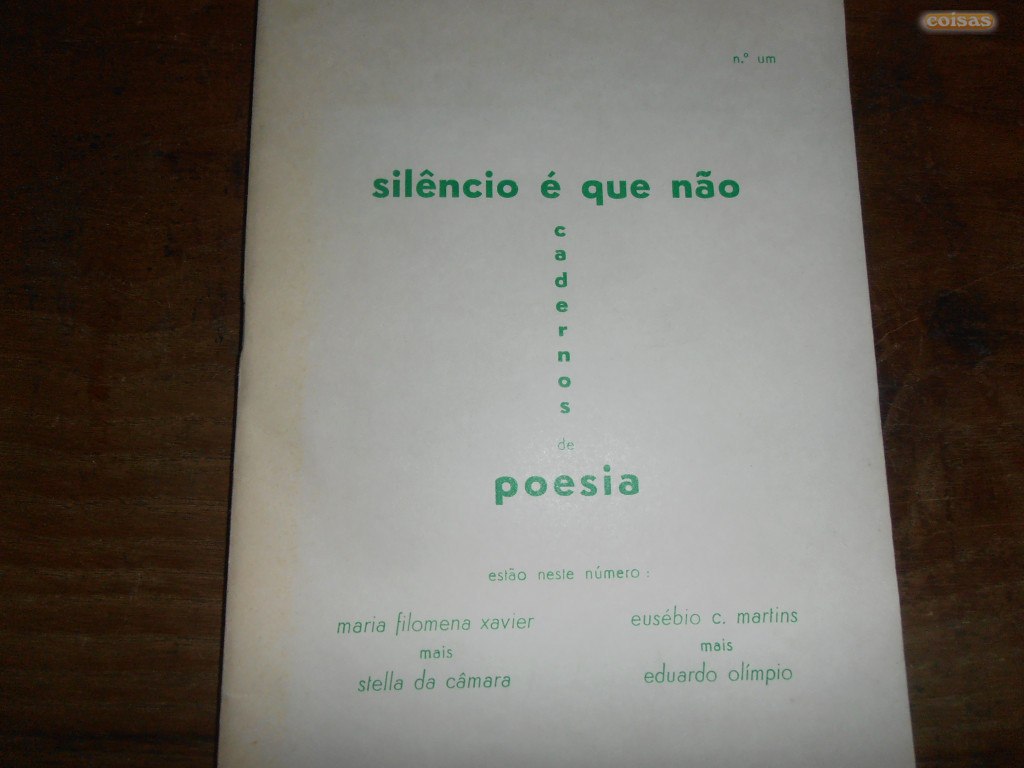 coisas
n.º um
silêncio é que não
cadernos
de
poesia
estão neste número :
maria filomena xavier
mais
stella da câmara
eusébio c. martins
mais
eduardo olímpio